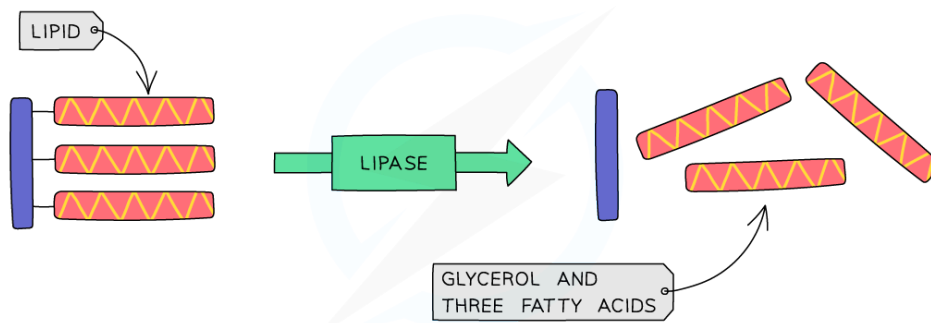 LIPID
LIPASE
GLYCEROL AND
THREE FATTY ACIDS